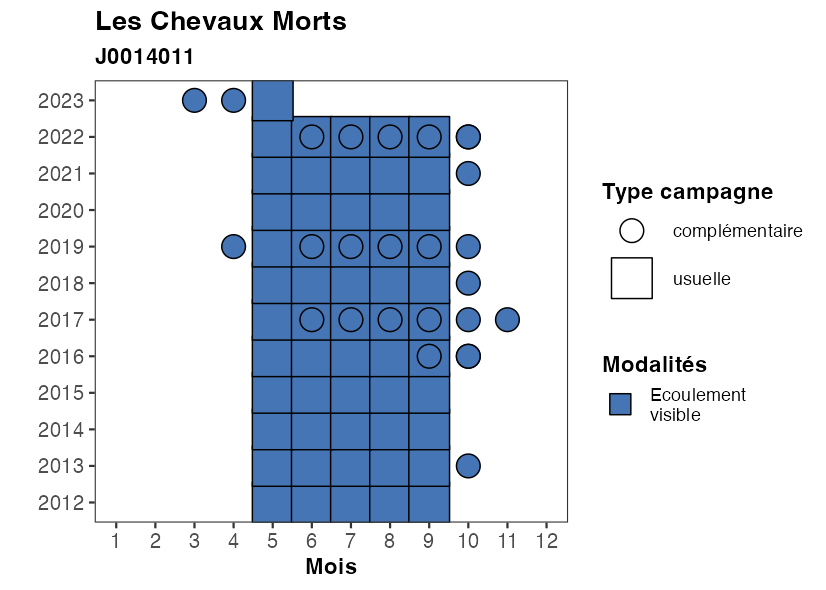 Les Chevaux Morts
J0014011
2023
2022
2021
2020
2019
2018
2017
2016
2015
2014
2013
2012
1 2 3 4 5 6 7 8 9 10 11 12
Mois
Type campagne
complémentaire
usuelle
Modalités
Ecoulement
visible